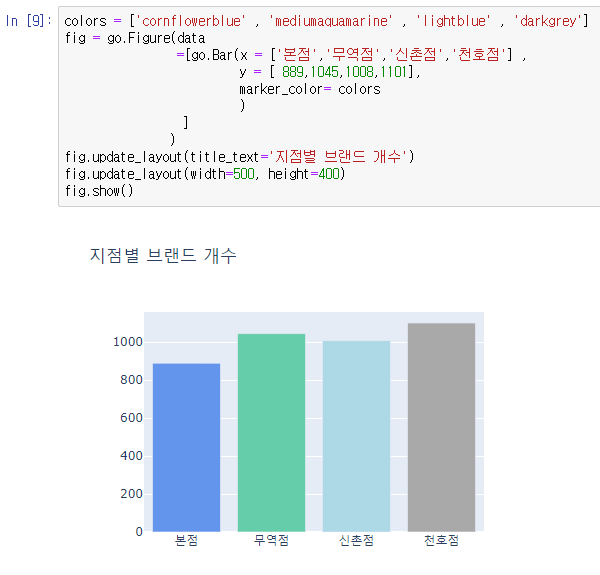 In [9]: colors = ['cornflowerblue' , 'mediumaquamarine' , 'lightblue' , 'darkgrey']
fig = go.Figure(data
=[go.Bar(x = ['본점','무역점','신촌점','천호점'] ,
y = [ 889,1045,1008,1101],
marker_color= colors
)
]
)
fig.update_layout(title_text='지점별 브랜드 개수')
fig.update_layout(width=500, height=400)
fig.show()
지점별 브랜드 개수
1000
800
600
400
200
0
본점 무역점 신촌점 천호점